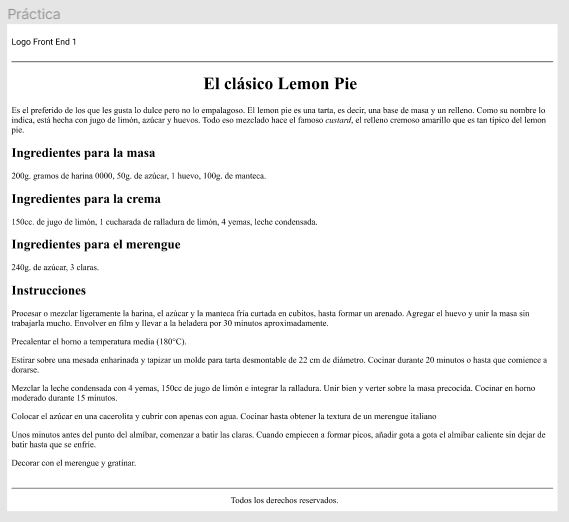 Práctica
Logo Front End 1
El clásico Lemon Pie
Es el preferido de los que les gusta lo dulce pero no lo empalagoso. El lemon pie es una tarta, es decir, una base de masa y un relleno. Como su nombre lo
indica, está hecha con jugo de limón, azúcar y huevos. Todo eso mezclado hace el famoso custard, el relleno cremoso amarillo que es tan típico del lemon
pie.
Ingredientes para la masa
200g. gramos de harina 0000, 50g. de azúcar, 1 huevo, 100g. de manteca.
Ingredientes para la crema
150cc. de jugo de limón, 1 cucharada de ralladura de limón, 4 yemas, leche condensada.
Ingredientes para el merengue
240g. de azúcar, 3 claras.
Instrucciones
Procesar o mezclar ligeramente la harina, el azúcar y la manteca fría curtada en cubitos, hasta formar un arenado. Agregar el huevo y unir la masa sin
trabajarla mucho. Envolver en film y llevar a la heladera por 30 minutos aproximadamente.
Precalentar el horno a temperatura media (180°C).
Estirar sobre una mesada enharinada y tapizar un molde para tarta desmontable de 22 cm de diámetro. Cocinar durante 20 minutos o hasta que comience a
dorarse.
Mezclar la leche condensada con 4 yemas, 150cc de jugo de limón e integrar la ralladura. Unir bien y verter sobre la masa precocida. Cocinar en horno
moderado durante 15 minutos.
Colocar el azúcar en una cacerolita y cubrir con apenas con agua. Cocinar hasta obtener la textura de un merengue italiano
Unos minutos antes del punto del almíbar, comenzar a batir las claras. Cuando empiecen a formar picos, añadir gota a gota el almíbar caliente sin dejar de
batir hasta que se enfríe.
Decorar con el merengue y gratinar.
Todos los derechos reservados.